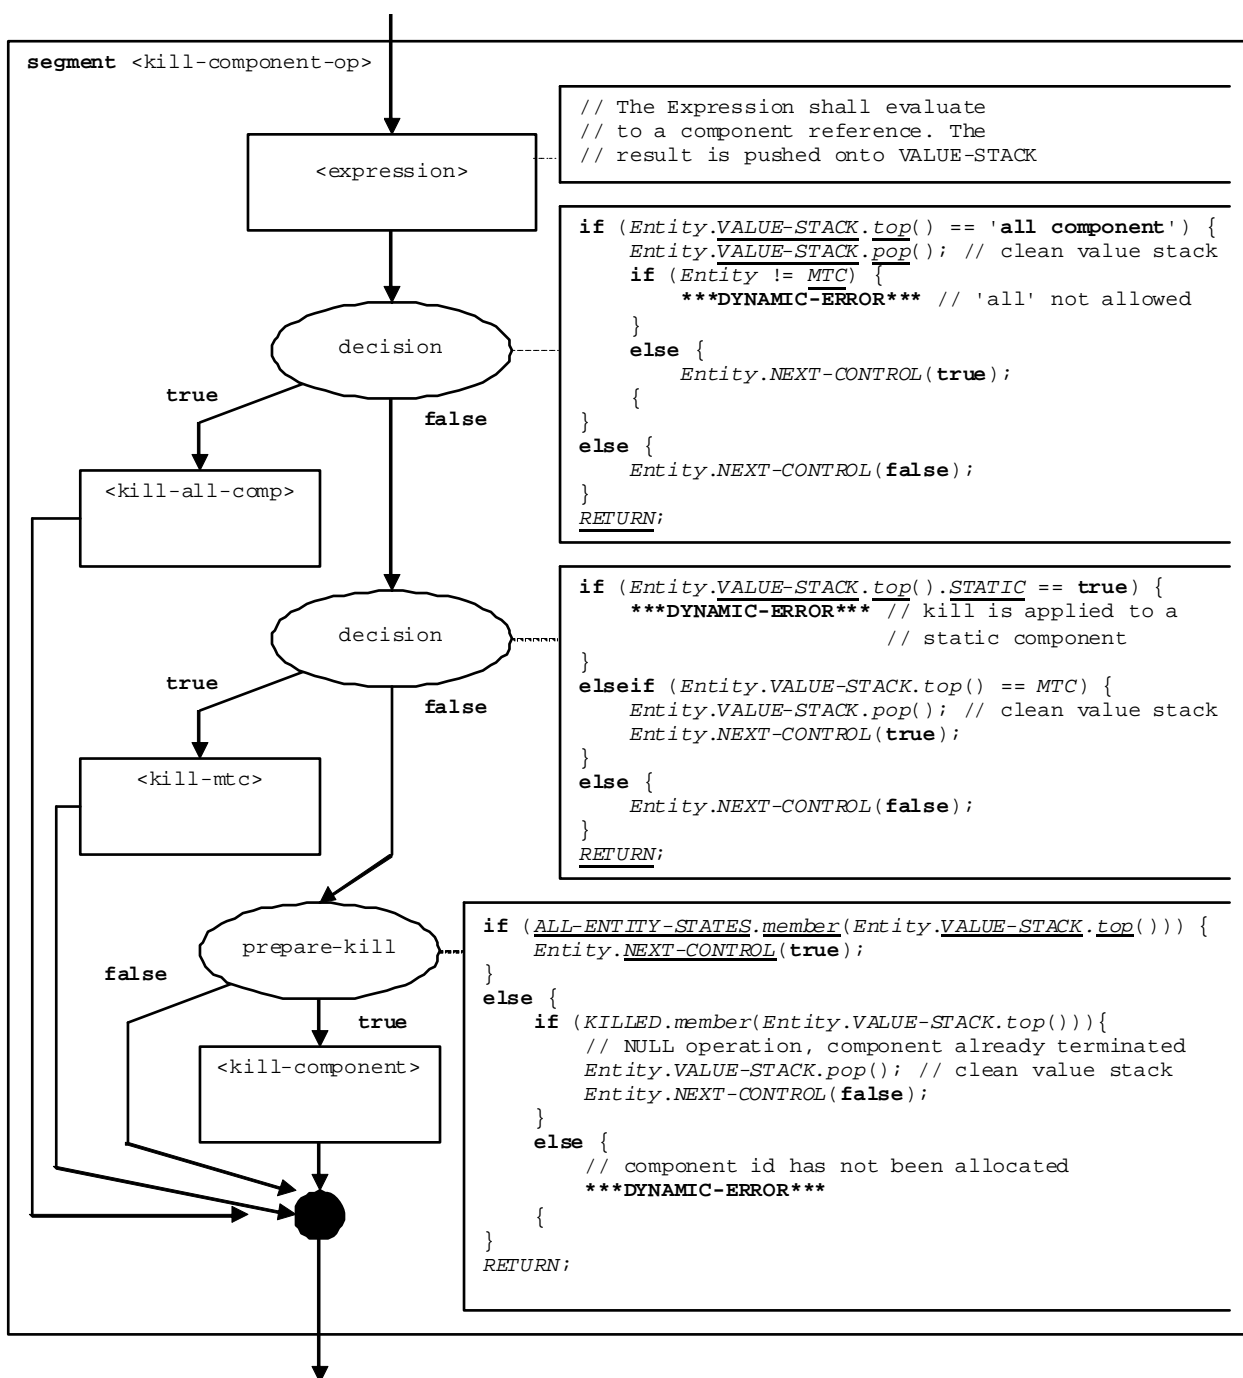 segment <kill-component-op>
// The Expression shall evaluate
// to a component reference. The
// result is pushed onto VALUE-STACK
<expression>
if (Entity.VALUE-STACK.top() == 'all component') {
Entity.VALUE-STACK.pop(); // clean value stack
if (Entity != MTC) {
***DYNAMIC-ERROR*** // 'all' not allowed
}
else {
Entity.NEXT-CONTROL(true);
{
}
else {
Entity.NEXT-CONTROL(false);
}
RETURN;
decision
true
false
<kill-all-comp>
if (Entity.VALUE-STACK.top().STATIC == true) {
***DYNAMIC-ERROR*** // kill is applied to a
// static component
}
elseif (Entity.VALUE-STACK.top() == MTC) {
Entity.VALUE-STACK.pop(); // clean value stack
Entity.NEXT-CONTROL(true);
}
else {
Entity.NEXT-CONTROL(false);
}
RETURN;
decision
true
false
<kill-mtc>
if (ALL-ENTITY-STATES.member(Entity.VALUE-STACK.top())) {
Entity.NEXT-CONTROL(true);
}
else {
if (KILLED.member(Entity.VALUE-STACK.top())){
// NULL operation, component already terminated
Entity.VALUE-STACK.pop(); // clean value stack
Entity.NEXT-CONTROL(false);
}
else {
// component id has not been allocated
***DYNAMIC-ERROR***
{
}
RETURN;
prepare-kill
false
true
<kill-component>